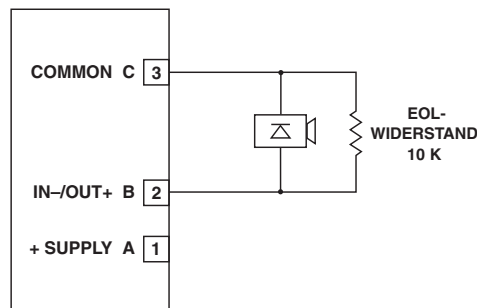 COMMON C 3
EOL-
WIDERSTAND
10 K
IN–/OUT+ B 2
+ SUPPLY A 1